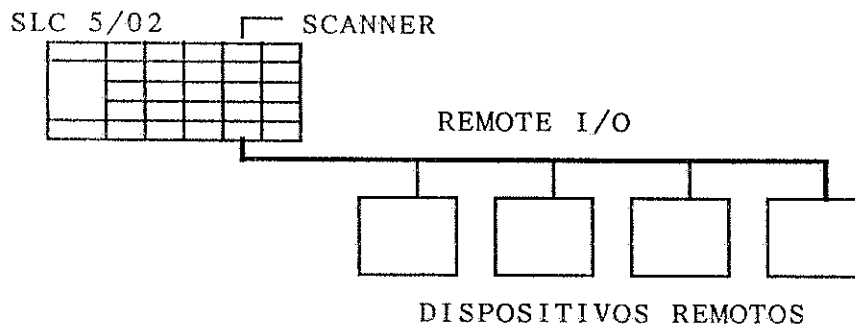 SLC 5/02 SCANNER
REMOTE I/O
DISPOSITIVOS REMOTOS